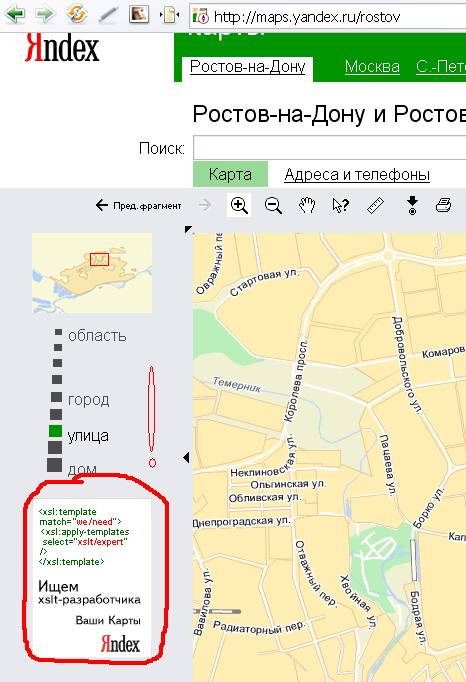 http://maps.yandex.ru/rostov
Яndex
Карты
Ростов-на-Дону Москва С.-Пет
Ростов-на-Дону и Ростов
Поиск:
Карта Адреса и телефоны
Пред. фрагмент
область
город
улица
дом
<xsl:template
match="we/need">
<xsl:apply-templates
select="xslt/expert"
/>
</xsl:template>
Ищем
xslt-разработчика
Ваши Карты
Яndex
Овражный пер.
Стартовая ул.
Королева просп.
Добровольского ул.
Комаров
Темерник
Пацаева ул.
Неклиновская ул.
Ольгинская ул.
Обливская ул.
Днепроградская ул.
Борко ул.
Вавилова ул.
Отслужный пер.
Хвойная ул.
Бодрая ул.
Радиаторный пер.